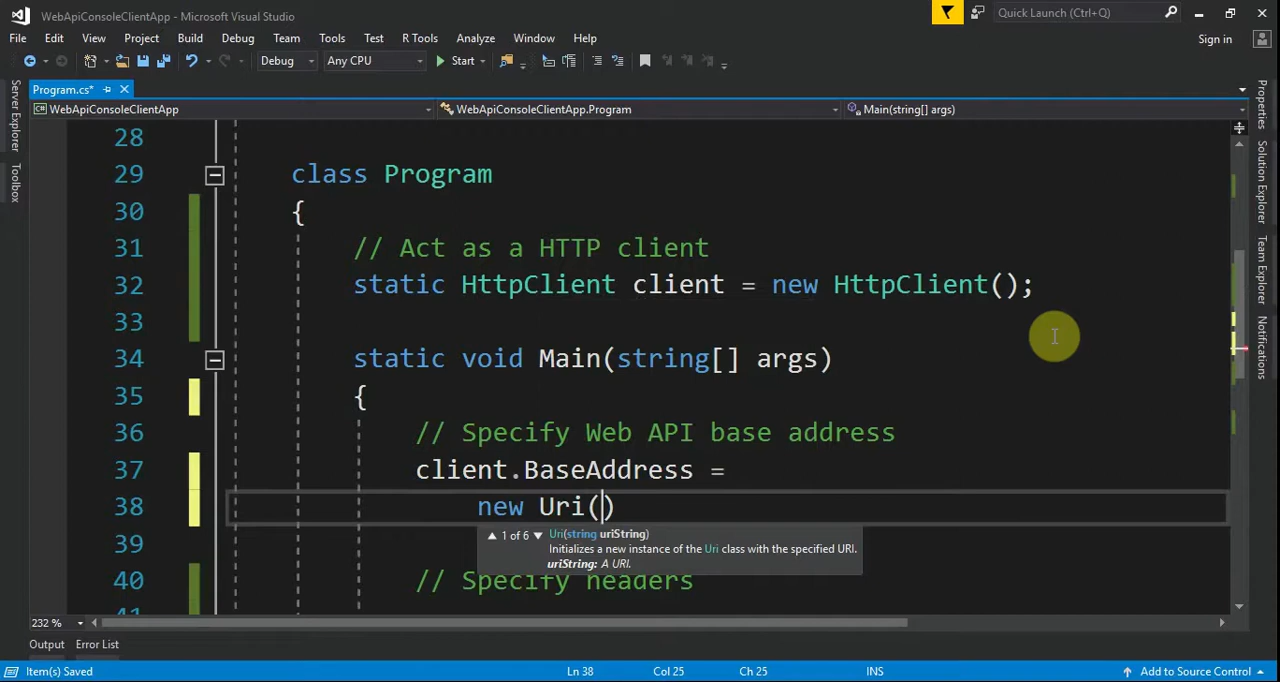 WebApiConsoleClientApp - Microsoft Visual Studio
Quick Launch (Ctrl+Q)
File Edit View Project Build Debug Team Tools Test R Tools Analyze Window Help
Sign in
Debug Any CPU Start
Program.cs*
WebApiConsoleClientApp WebApiConsoleClientApp.Program Main(string[] args)
Server Explorer
Toolbox
Properties
Solution Explorer
Team Explorer
Notifications
28
29 class Program
30 {
31 // Act as a HTTP client
32 static HttpClient client = new HttpClient();
33
34 static void Main(string[] args)
35 {
36 // Specify Web API base address
37 client.BaseAddress =
38 new Uri()
39 1 of 6 Uri(string uriString)
Initializes a new instance of the Uri class with the specified URI.
uriString: A URI.
40 // Specify headers
41
232 %
Output Error List
Item(s) Saved Ln 38 Col 25 Ch 25 INS Add to Source Control